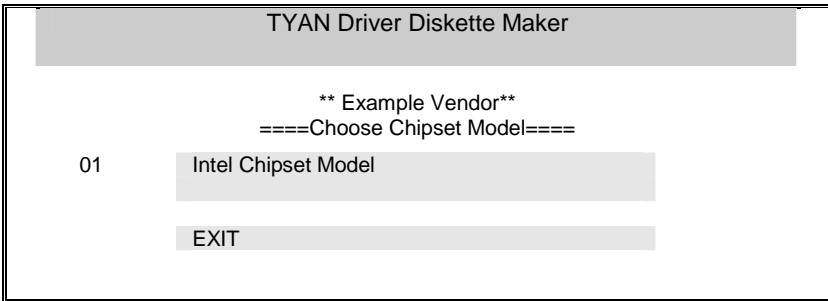 TYAN Driver Diskette Maker
** Example Vendor**
====Choose Chipset Model====
01 Intel Chipset Model
EXIT